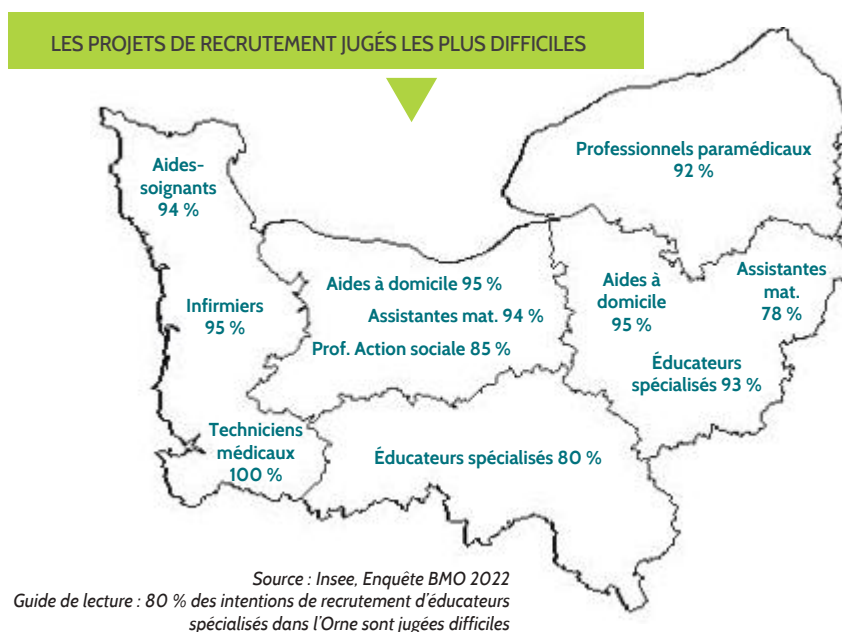 LES PROJETS DE RECRUTEMENT JUGÉS LES PLUS DIFFICILES
Professionnels paramédicaux
92 %
Aides-
soignants
94 %
Infirmiers
95 %
Techniciens
médicaux
100 %
Aides à domicile 95 %
Assistantes mat. 94 %
Prof. Action sociale 85 %
Aides à
domicile
95 %
Assistantes
mat.
78 %
Éducateurs
spécialisés 93 %
Éducateurs spécialisés 80 %
Source : Insee, Enquête BMO 2022
Guide de lecture : 80 % des intentions de recrutement d'éducateurs
spécialisés dans l'Orne sont jugées difficiles